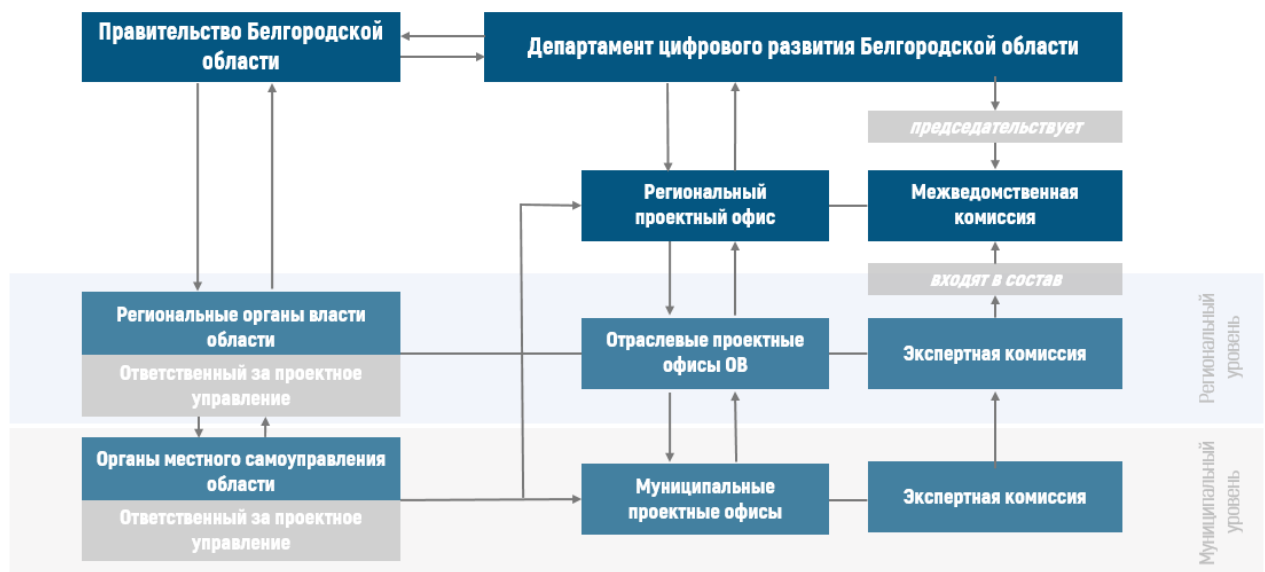 Правительство Белгородской
области
Департамент цифрового развития Белгородской области
председательствует
Региональный
проектный офис
Межведомственная
комиссия
входят в состав
Региональные органы власти
области
Ответственный за проектное
управление
Отраслевые проектные
офисы ОВ
Экспертная комиссия
Региональный
уровень
Органы местного самоуправления
области
Ответственный за проектное
управление
Муниципальные
проектные офисы
Экспертная комиссия
Муниципальный
уровень